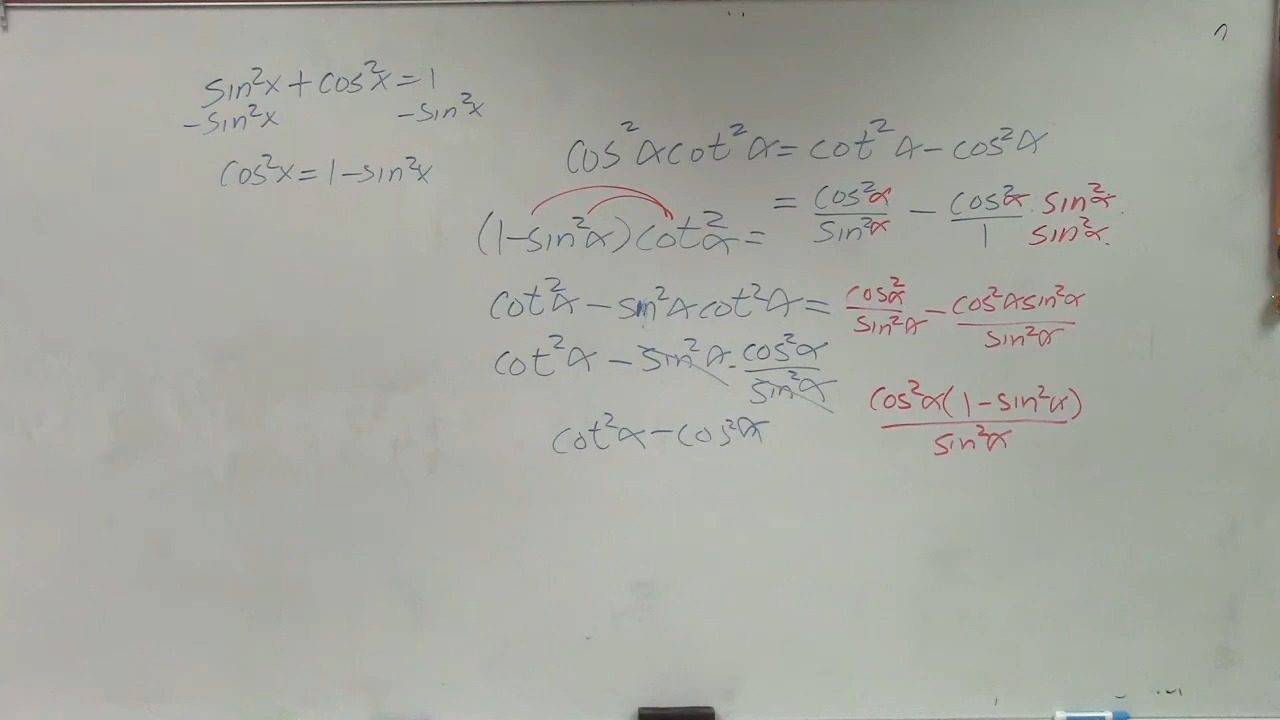 sin²x + cos²x = 1
-sin²x -sin²x
cos²x = 1 - sin²x
cos²α cot²α = cot²α - cos²α
= cos²α/sin²α - cos²α/1 · sin²α/sin²α
(1-sin²α)cot²α =
cot²α - sin²α cot²α = cos²α/sin²α - cos²α sin²α/sin²α
cot²α - sin²α · cos²α/sin²α
cos²α(1 - sin²α)/sin²α
cot²α - cos²α